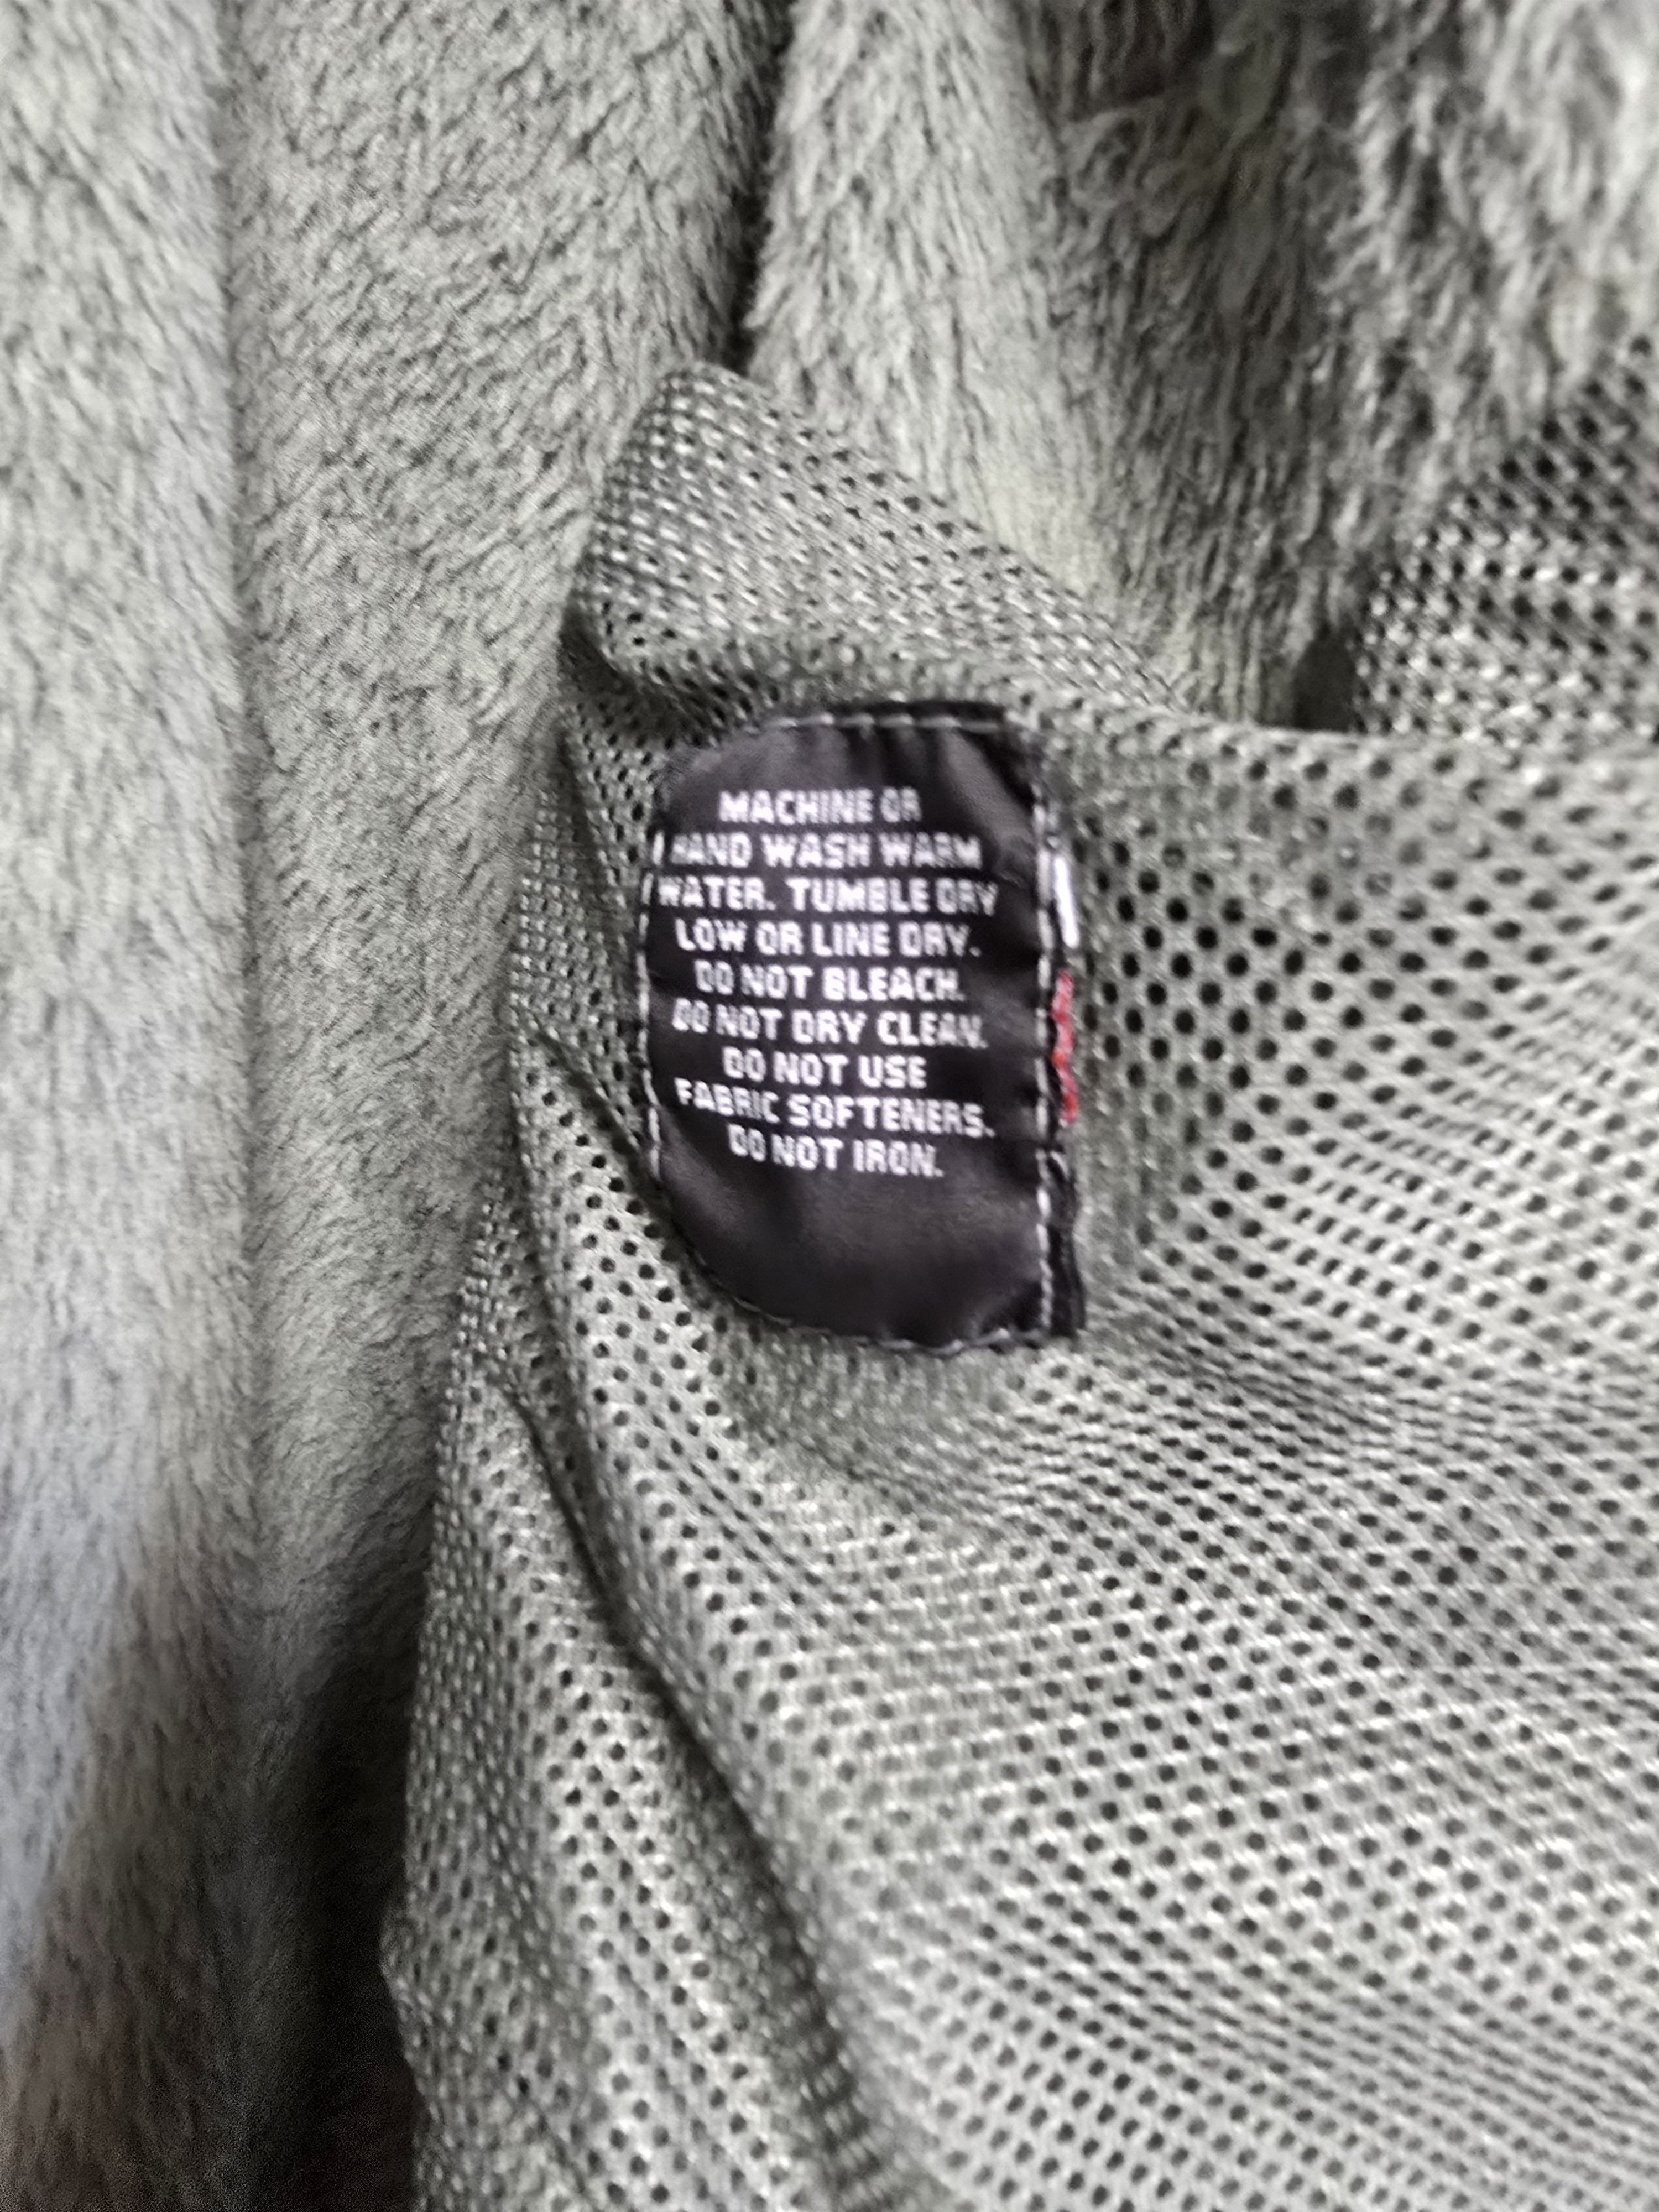 MACHINE OR
HAND WASH WARM
WATER. TUMBLE DRY
LOW OR LINE DRY.
DO NOT BLEACH.
DO NOT DRY CLEAN.
DO NOT USE
FABRIC SOFTENERS.
DO NOT IRON.